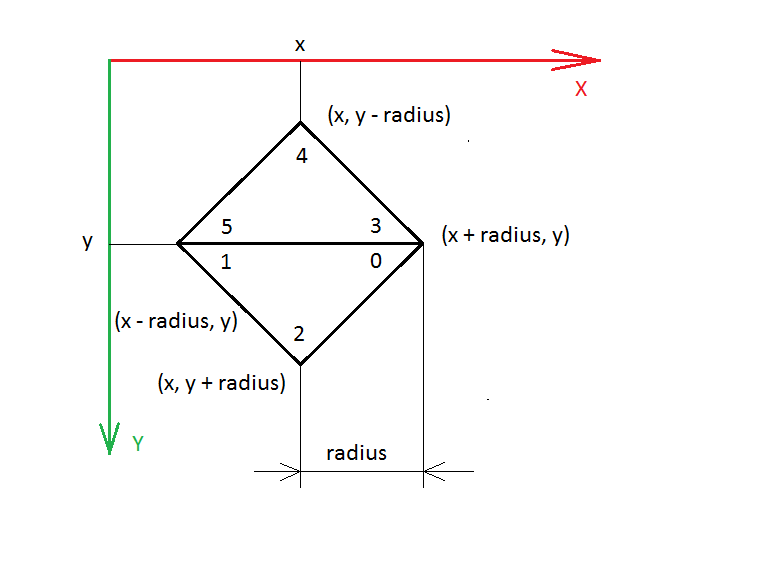 x
X
(x, y - radius)
4
5
3
y
(x + radius, y)
1
0
(x - radius, y)
2
(x, y + radius)
Y
radius